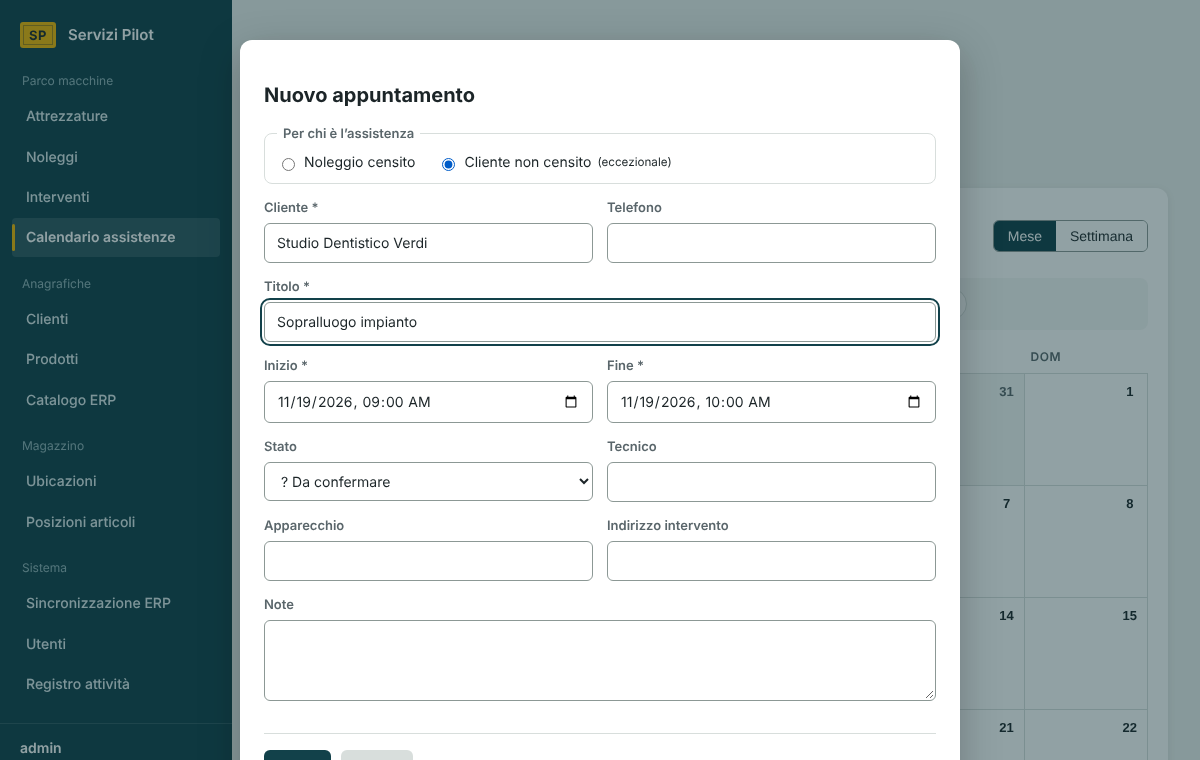 SP Servizi Pilot
Parco macchine
Attrezzature
Noleggi
Interventi
Calendario assistenze
Anagrafiche
Clienti
Prodotti
Catalogo ERP
Magazzino
Ubicazioni
Posizioni articoli
Sistema
Sincronizzazione ERP
Utenti
Registro attività
admin
Nuovo appuntamento
Per chi è l’assistenza
Noleggio censito Cliente non censito (eccezionale)
Cliente * Telefono
Studio Dentistico Verdi
Titolo *
Sopralluogo impianto
Inizio * Fine *
11/19/2026, 09:00 AM 11/19/2026, 10:00 AM
Stato Tecnico
? Da confermare
Apparecchio Indirizzo intervento
Note
Mese Settimana
DOM
31 1
7 8
14 15
21 22